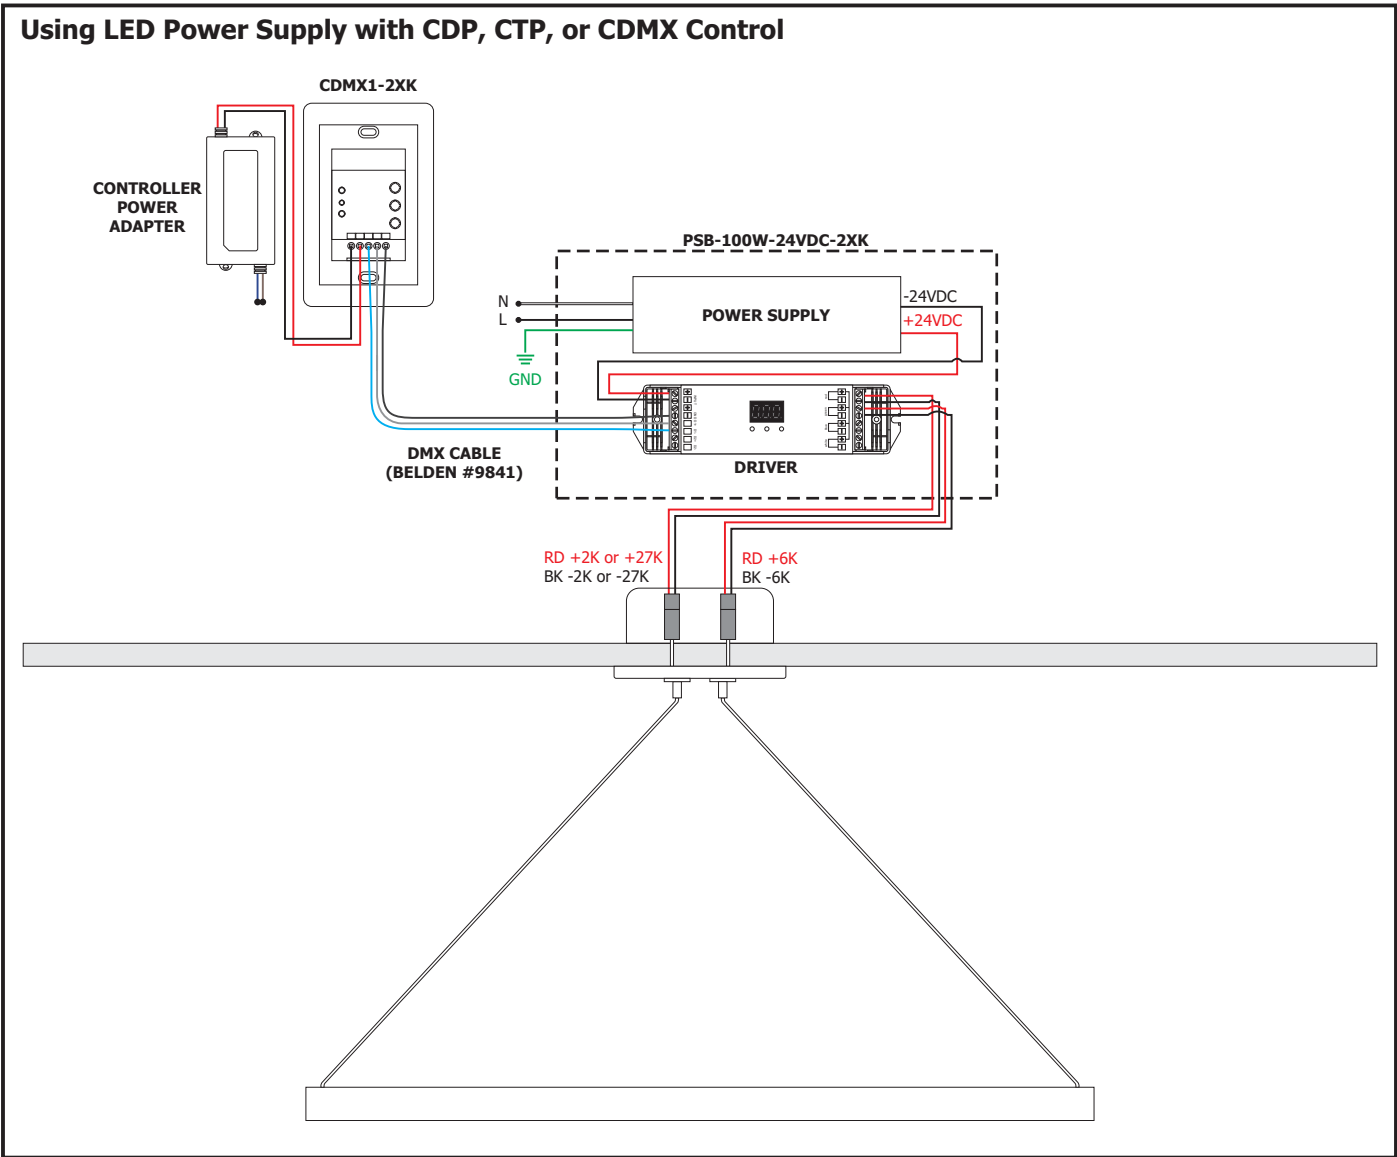 Using LED Power Supply with CDP, CTP, or CDMX Control
CDMX1-2XK
CONTROLLER
POWER
ADAPTER
PSB-100W-24VDC-2XK
N
L
GND
POWER SUPPLY
-24VDC
+24VDC
DMX CABLE
(BELDEN #9841)
DRIVER
RD +2K or +27K
BK -2K or -27K
RD +6K
BK -6K